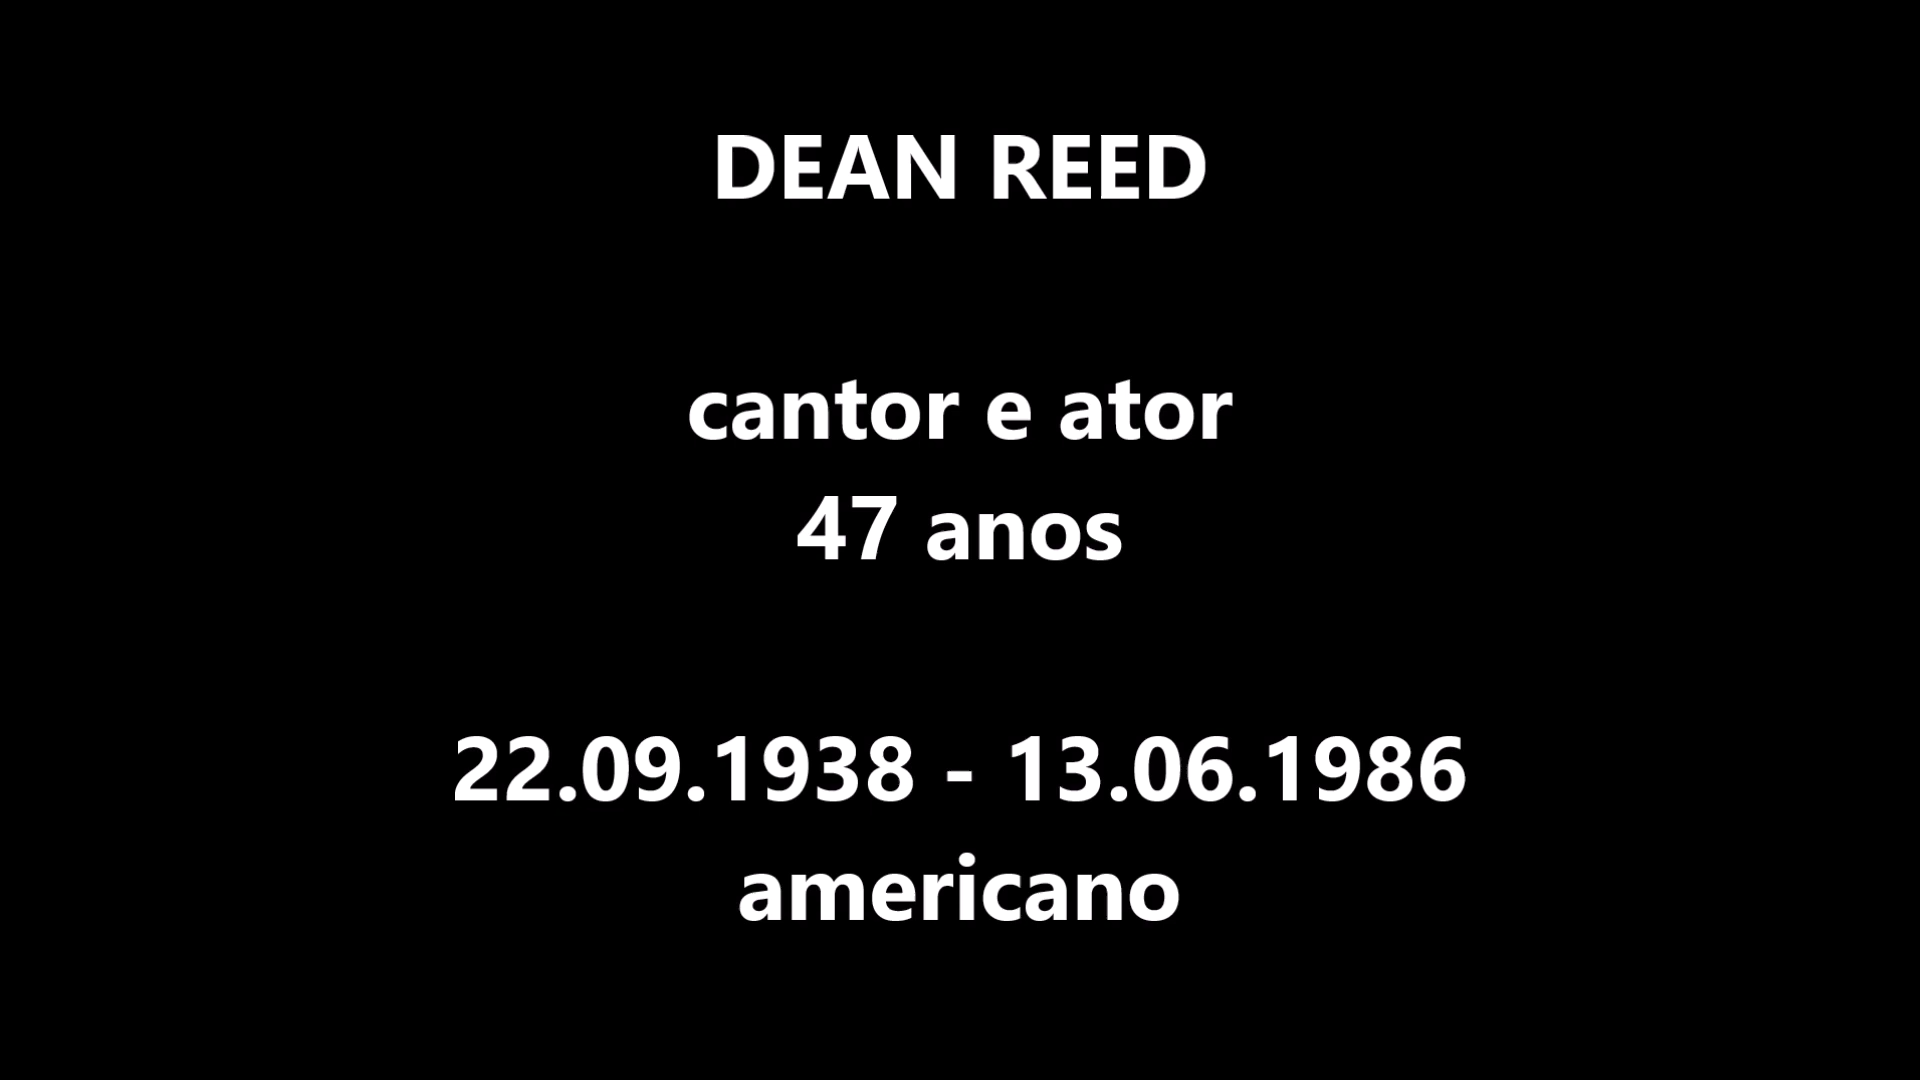 DEAN REED
cantor e ator
47 anos
22.09.1938 - 13.06.1986
americano